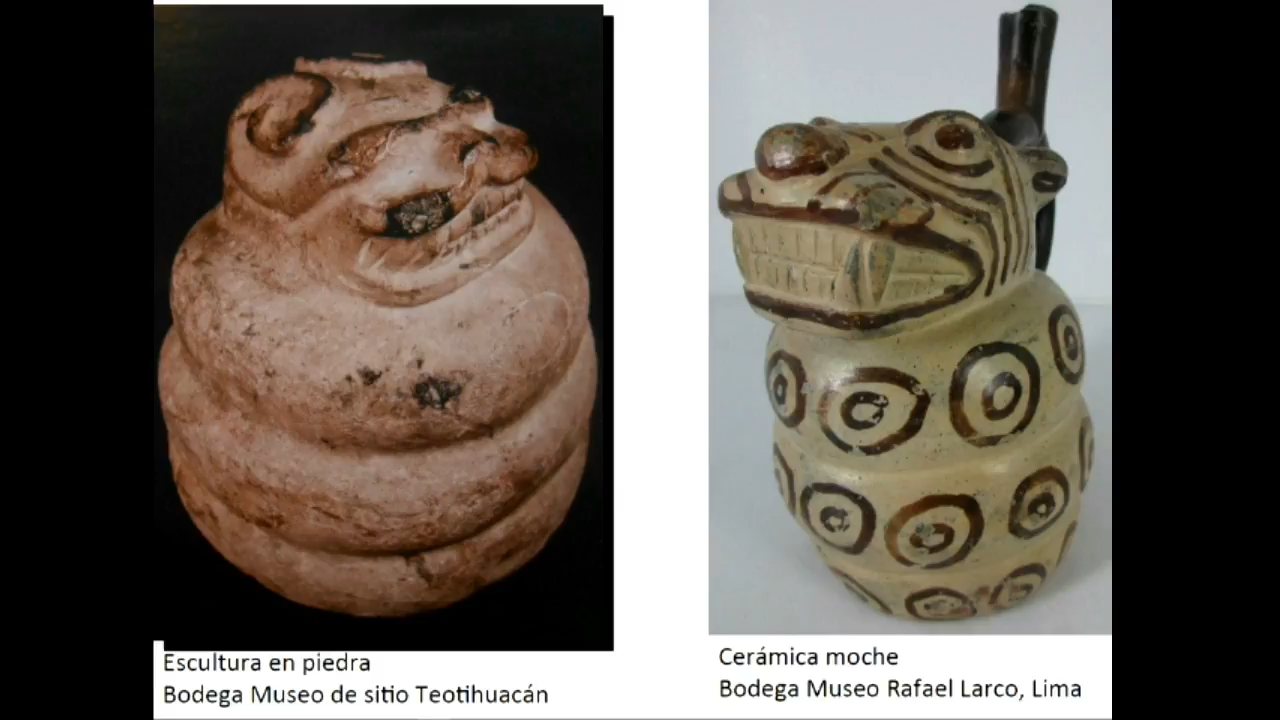 Escultura en piedra
Bodega Museo de sitio Teotihuacán
Cerámica moche
Bodega Museo Rafael Larco, Lima